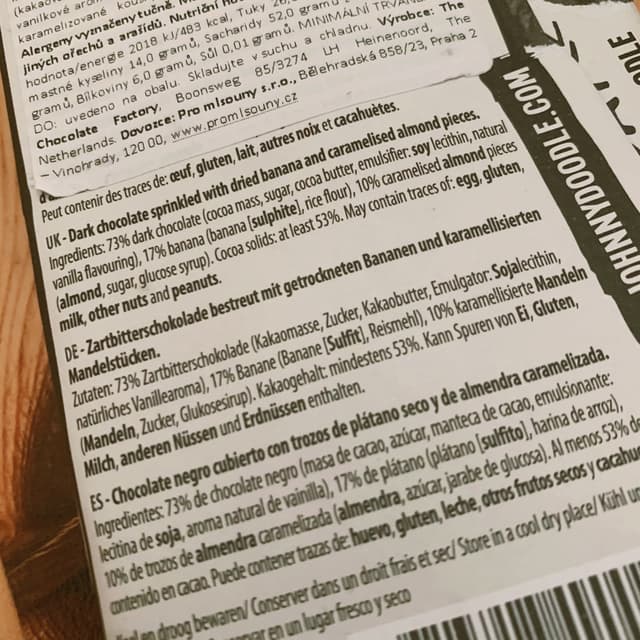 vanilkové
karamelizované
Alergeny vyznačeny tučně.
jiných ořechů a arašídů. Nutriční
hodnota/energie 2018 kJ/483 kcal, Tuky
mastné kyseliny 14,0 gramů, Sacharidy 52,0
gramů, Bílkoviny 6,0 gramů, Sůl 0,01 gramů. MINIMÁLNÍ
DO: uvedeno na obalu. Skladujte v suchu a chladnu. Výrobce: The
Chocolate Factory, Boonsweg 85/3274 LH Heinenoord, The
Netherlands. Dovozce: Pro mlsouny s.r.o., Bělehradská 858/23, Praha 2
– Vinohrady, 120 00, www.promlsouny.cz
Peut contenir des traces de: œuf, gluten, lait, autres noix et cacahuètes.
UK - Dark chocolate sprinkled with dried banana and caramelised almond pieces.
Ingredients: 73% dark chocolate (cocoa mass, sugar, cocoa butter, emulsifier: soy lecithin, natural
vanilla flavouring), 17% banana (banana [sulphite], rice flour), 10% caramelised almond pieces
(almond, sugar, glucose syrup). Cocoa solids: at least 53%. May contain traces of: egg, gluten,
milk, other nuts and peanuts.
DE - Zartbitterschokolade bestreut mit getrockneten Bananen und karamellisierten
Mandelstücken.
Zutaten: 73% Zartbitterschokolade (Kakaomasse, Zucker, Kakaobutter, Emulgator: Sojalecithin,
natürliches Vanillearoma), 17% Banane (Banane [Sulfit], Reismehl), 10% karamellisierte Mandeln
(Mandeln, Zucker, Glukosesirup). Kakaogehalt: mindestens 53%. Kann Spuren von Ei, Gluten,
Milch, anderen Nüssen und Erdnüssen enthalten.
ES - Chocolate negro cubierto con trozos de plátano seco y de almendra caramelizada.
Ingredientes: 73% de chocolate negro (masa de cacao, azúcar, manteca de cacao, emulsionante:
lecitina de soja, aroma natural de vainilla), 17% de plátano (plátano [sulfito], harina de arroz),
10% de trozos de almendra caramelizada (almendra, azúcar, jarabe de glucosa). Al menos 53% de
contenido en cacao. Puede contener trazas de: huevo, gluten, leche, otros frutos secos y
en droog bewaren/ Conserver dans un droit frais et sec/ Store in a cool dry place/ Kühl
en un lugar fresco y seco
JOHNNYDOODLE.COM